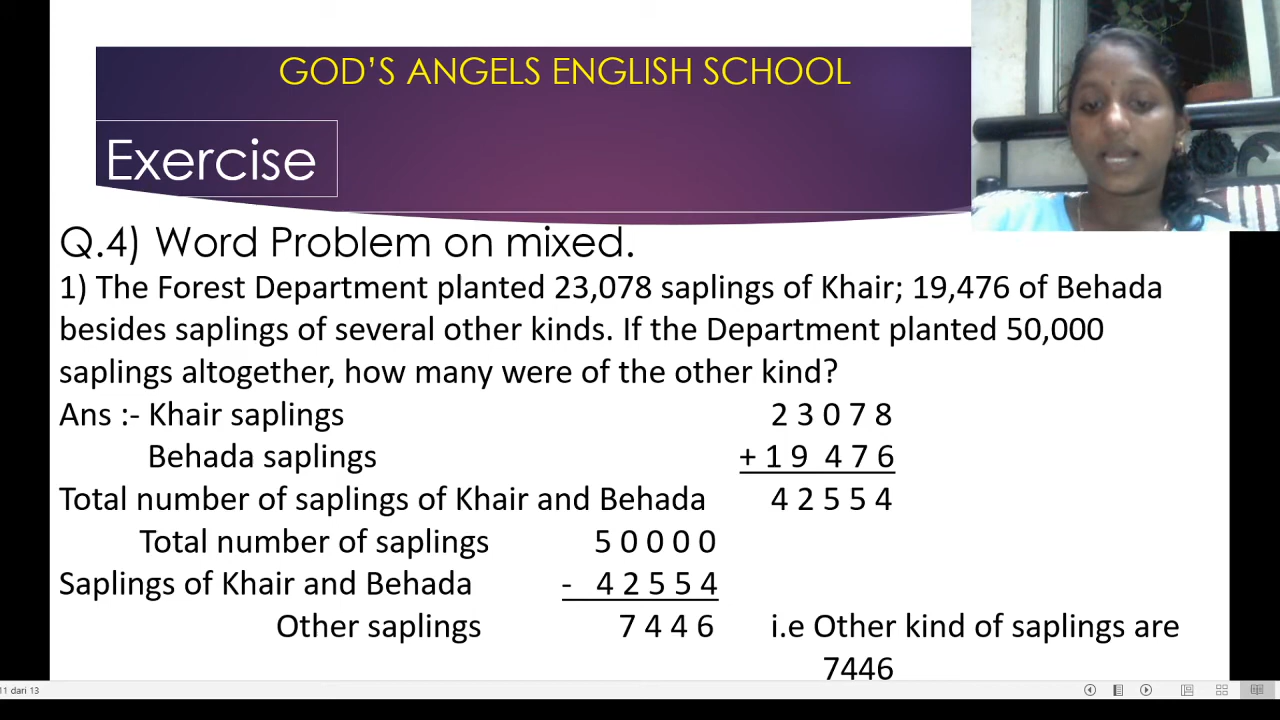 GOD'S ANGELS ENGLISH SCHOOL
Exercise
Q.4) Word Problem on mixed.
1) The Forest Department planted 23,078 saplings of Khair; 19,476 of Behada
besides saplings of several other kinds. If the Department planted 50,000
saplings altogether, how many were of the other kind?
Ans :- Khair saplings 2 3 0 7 8
Behada saplings + 1 9 4 7 6
Total number of saplings of Khair and Behada 4 2 5 5 4
Total number of saplings 5 0 0 0 0
Saplings of Khair and Behada - 4 2 5 5 4
Other saplings 7 4 4 6 i.e Other kind of saplings are
7446
11 dari 13